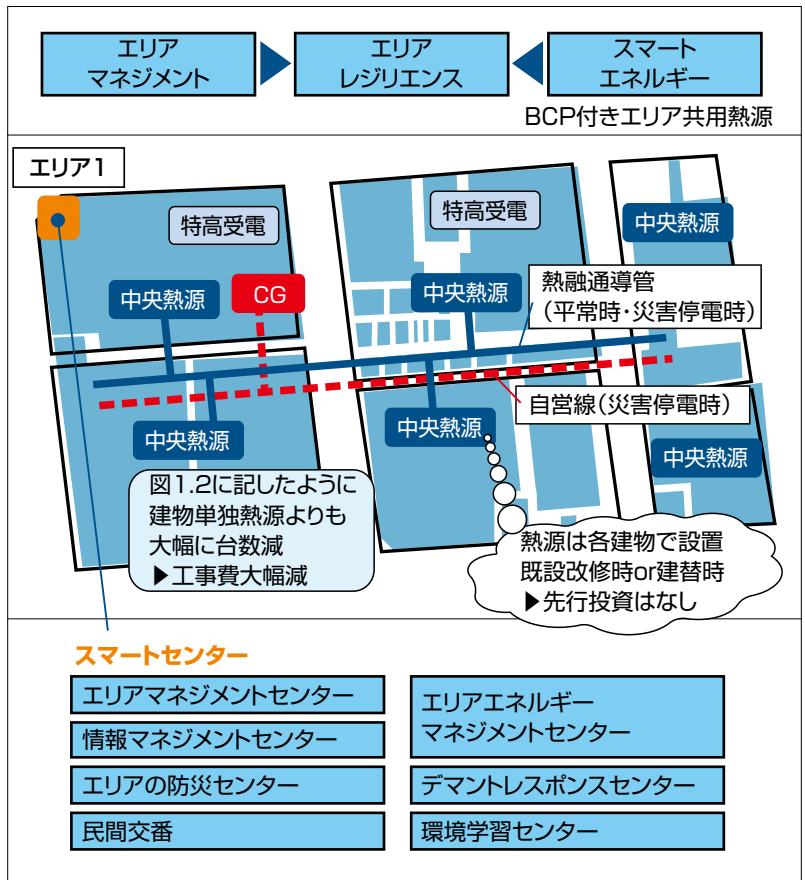 エリア
マネジメント
エリア
レジリエンス
スマート
エネルギー
BCP付きエリア共用熱源
エリア1
特高受電
特高受電
中央熱源
中央熱源
CG
中央熱源
熱融通導管
（平常時・災害停電時）
自営線（災害停電時）
中央熱源
中央熱源
中央熱源
図1.2に記したように
建物単独熱源よりも
大幅に台数減
▶工事費大幅減
熱源は各建物で設置
既設改修時or建替時
▶先行投資はなし
スマートセンター
エリアマネジメントセンター
情報マネジメントセンター
エリアの防災センター
民間交番
エリアエネルギー
マネジメントセンター
デマントレスポンスセンター
環境学習センター